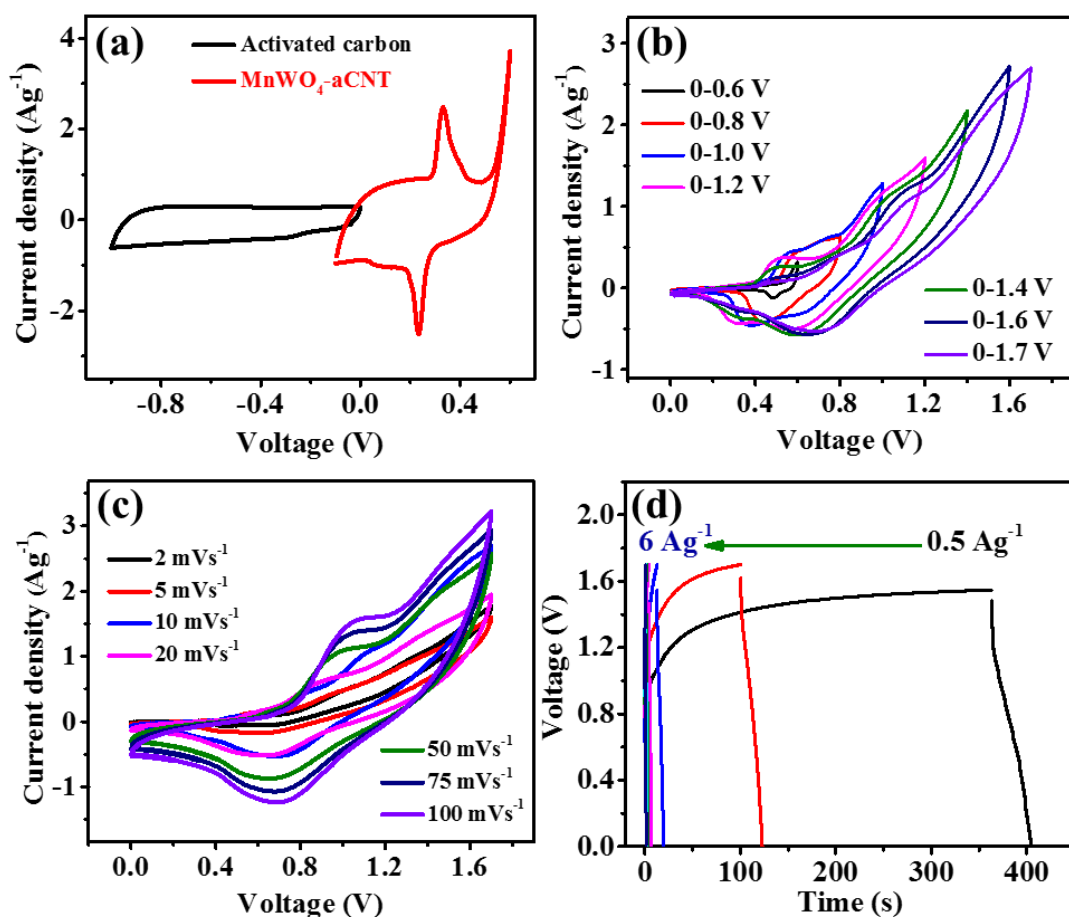 (a)
Activated carbon
MnWO₄-aCNT
4
2
0
-2
Current density (Ag⁻¹)
-0.8
-0.4
0.0
0.4
Voltage (V)
(b)
0-0.6 V
0-0.8 V
0-1.0 V
0-1.2 V
0-1.4 V
0-1.6 V
0-1.7 V
3
2
1
0
-1
Current density (Ag⁻¹)
0.0
0.4
0.8
1.2
1.6
Voltage (V)
(c)
2 mVs⁻¹
5 mVs⁻¹
10 mVs⁻¹
20 mVs⁻¹
50 mVs⁻¹
75 mVs⁻¹
100 mVs⁻¹
3
2
1
0
-1
Current density (Ag⁻¹)
0.0
0.4
0.8
1.2
1.6
Voltage (V)
(d)
6 Ag⁻¹
0.5 Ag⁻¹
2.0
1.6
1.2
0.8
0.4
0.0
Voltage (V)
0
100
200
300
400
Time (s)